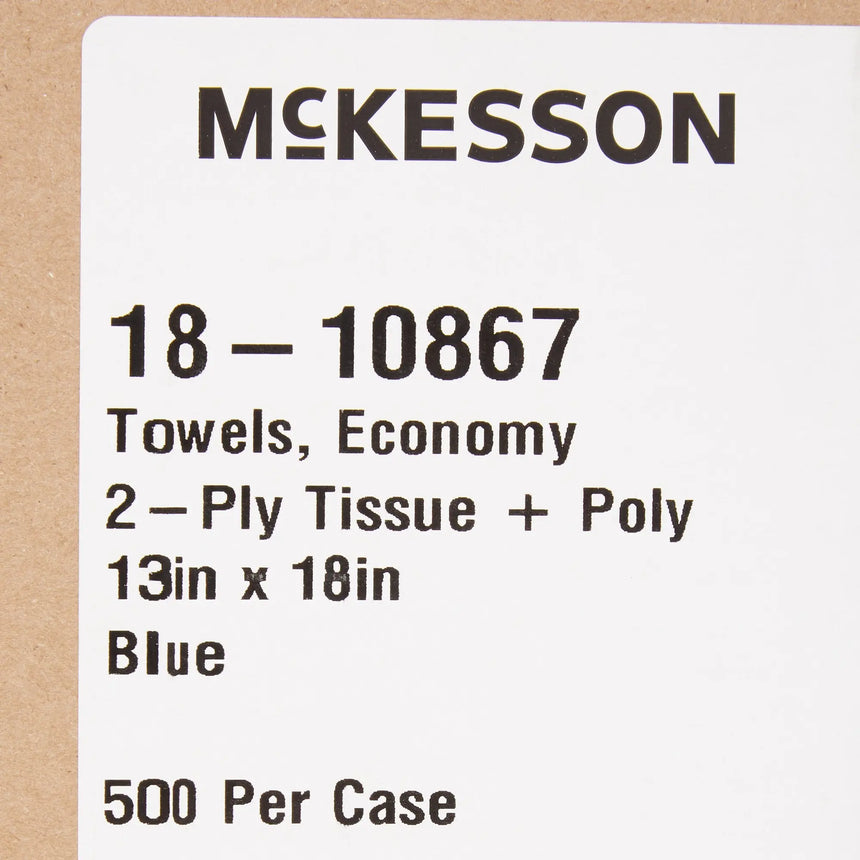 McKESSON
18-10867
Towels, Economy
2-Ply Tissue + Poly
13in x 18in
Blue
500 Per Case